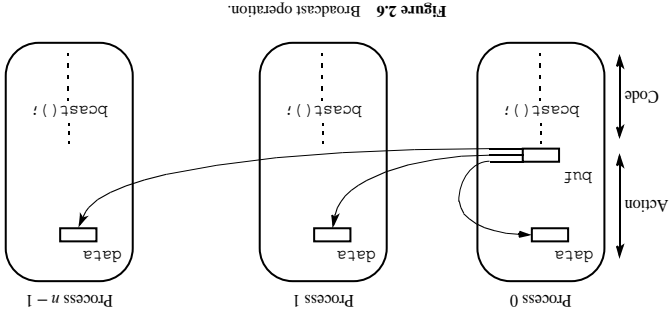 Process 0 Process 1 Process n − 1
data data data
Action
buf
Code
bcast(); bcast(); bcast();
Figure 2.6 Broadcast operation.